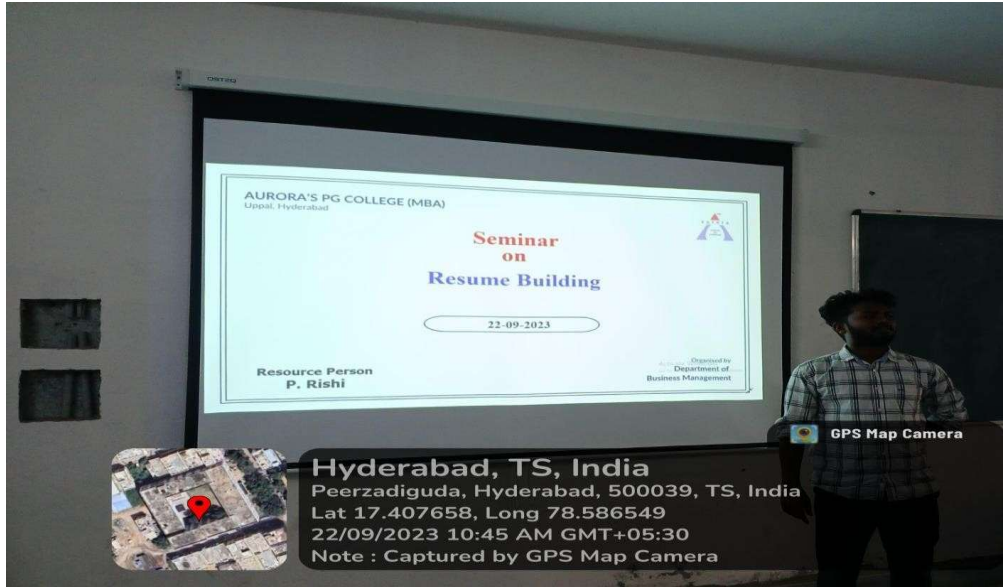 AURORA'S PG COLLEGE (MBA)
Uppal, Hyderabad
Seminar
on
Resume Building
22-09-2023
Resource Person
P. Rishi
Organised by
Department of
Business Management
GPS Map Camera
Hyderabad, TS, India
Peerzadiguda, Hyderabad, 500039, TS, India
Lat 17.407658, Long 78.586549
22/09/2023 10:45 AM GMT+05:30
Note : Captured by GPS Map Camera